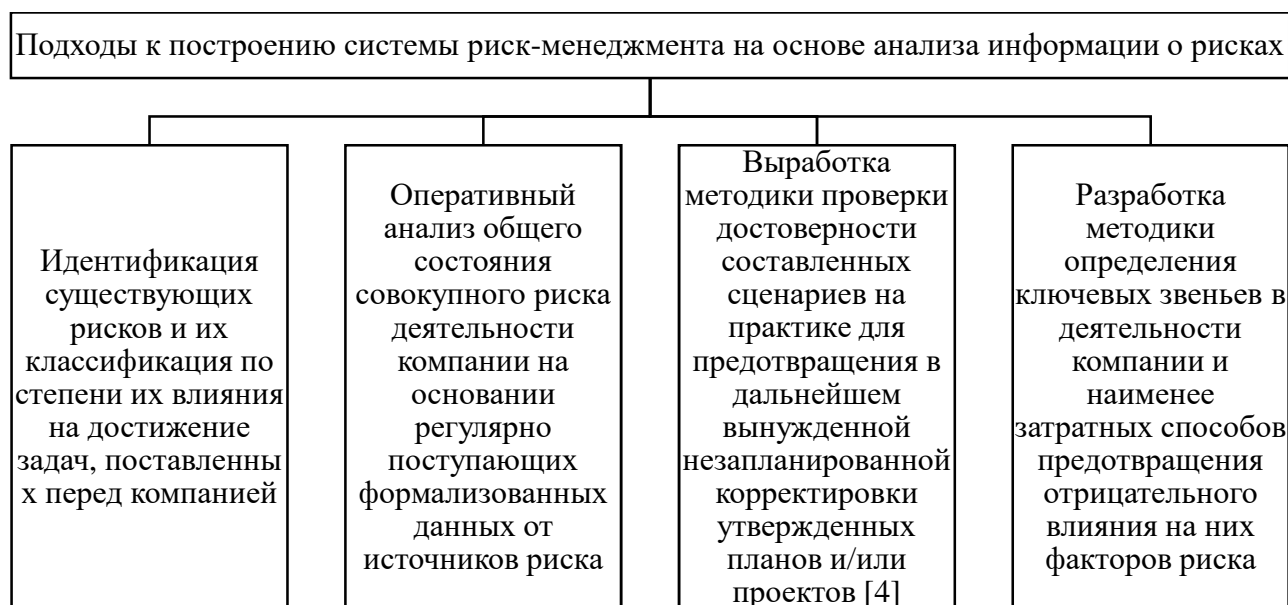 Подходы к построению системы риск-менеджмента на основе анализа информации о рисках
Идентификация
существующих
рисков и их
классификация по
степени их влияния
на достижение
задач, поставленны
х перед компанией
Оперативный
анализ общего
состояния
совокупного риска
деятельности
компании на
основании
регулярно
поступающих
формализованных
данных от
источников риска
Выработка
методики проверки
достоверности
составленных
сценариев на
практике для
предотвращения в
дальнейшем
вынужденной
незапланированной
корректировки
утвержденных
планов и/или
проектов [4]
Разработка
методики
определения
ключевых звеньев в
деятельности
компании и
наименее
затратных способов
предотвращения
отрицательного
влияния на них
факторов риска